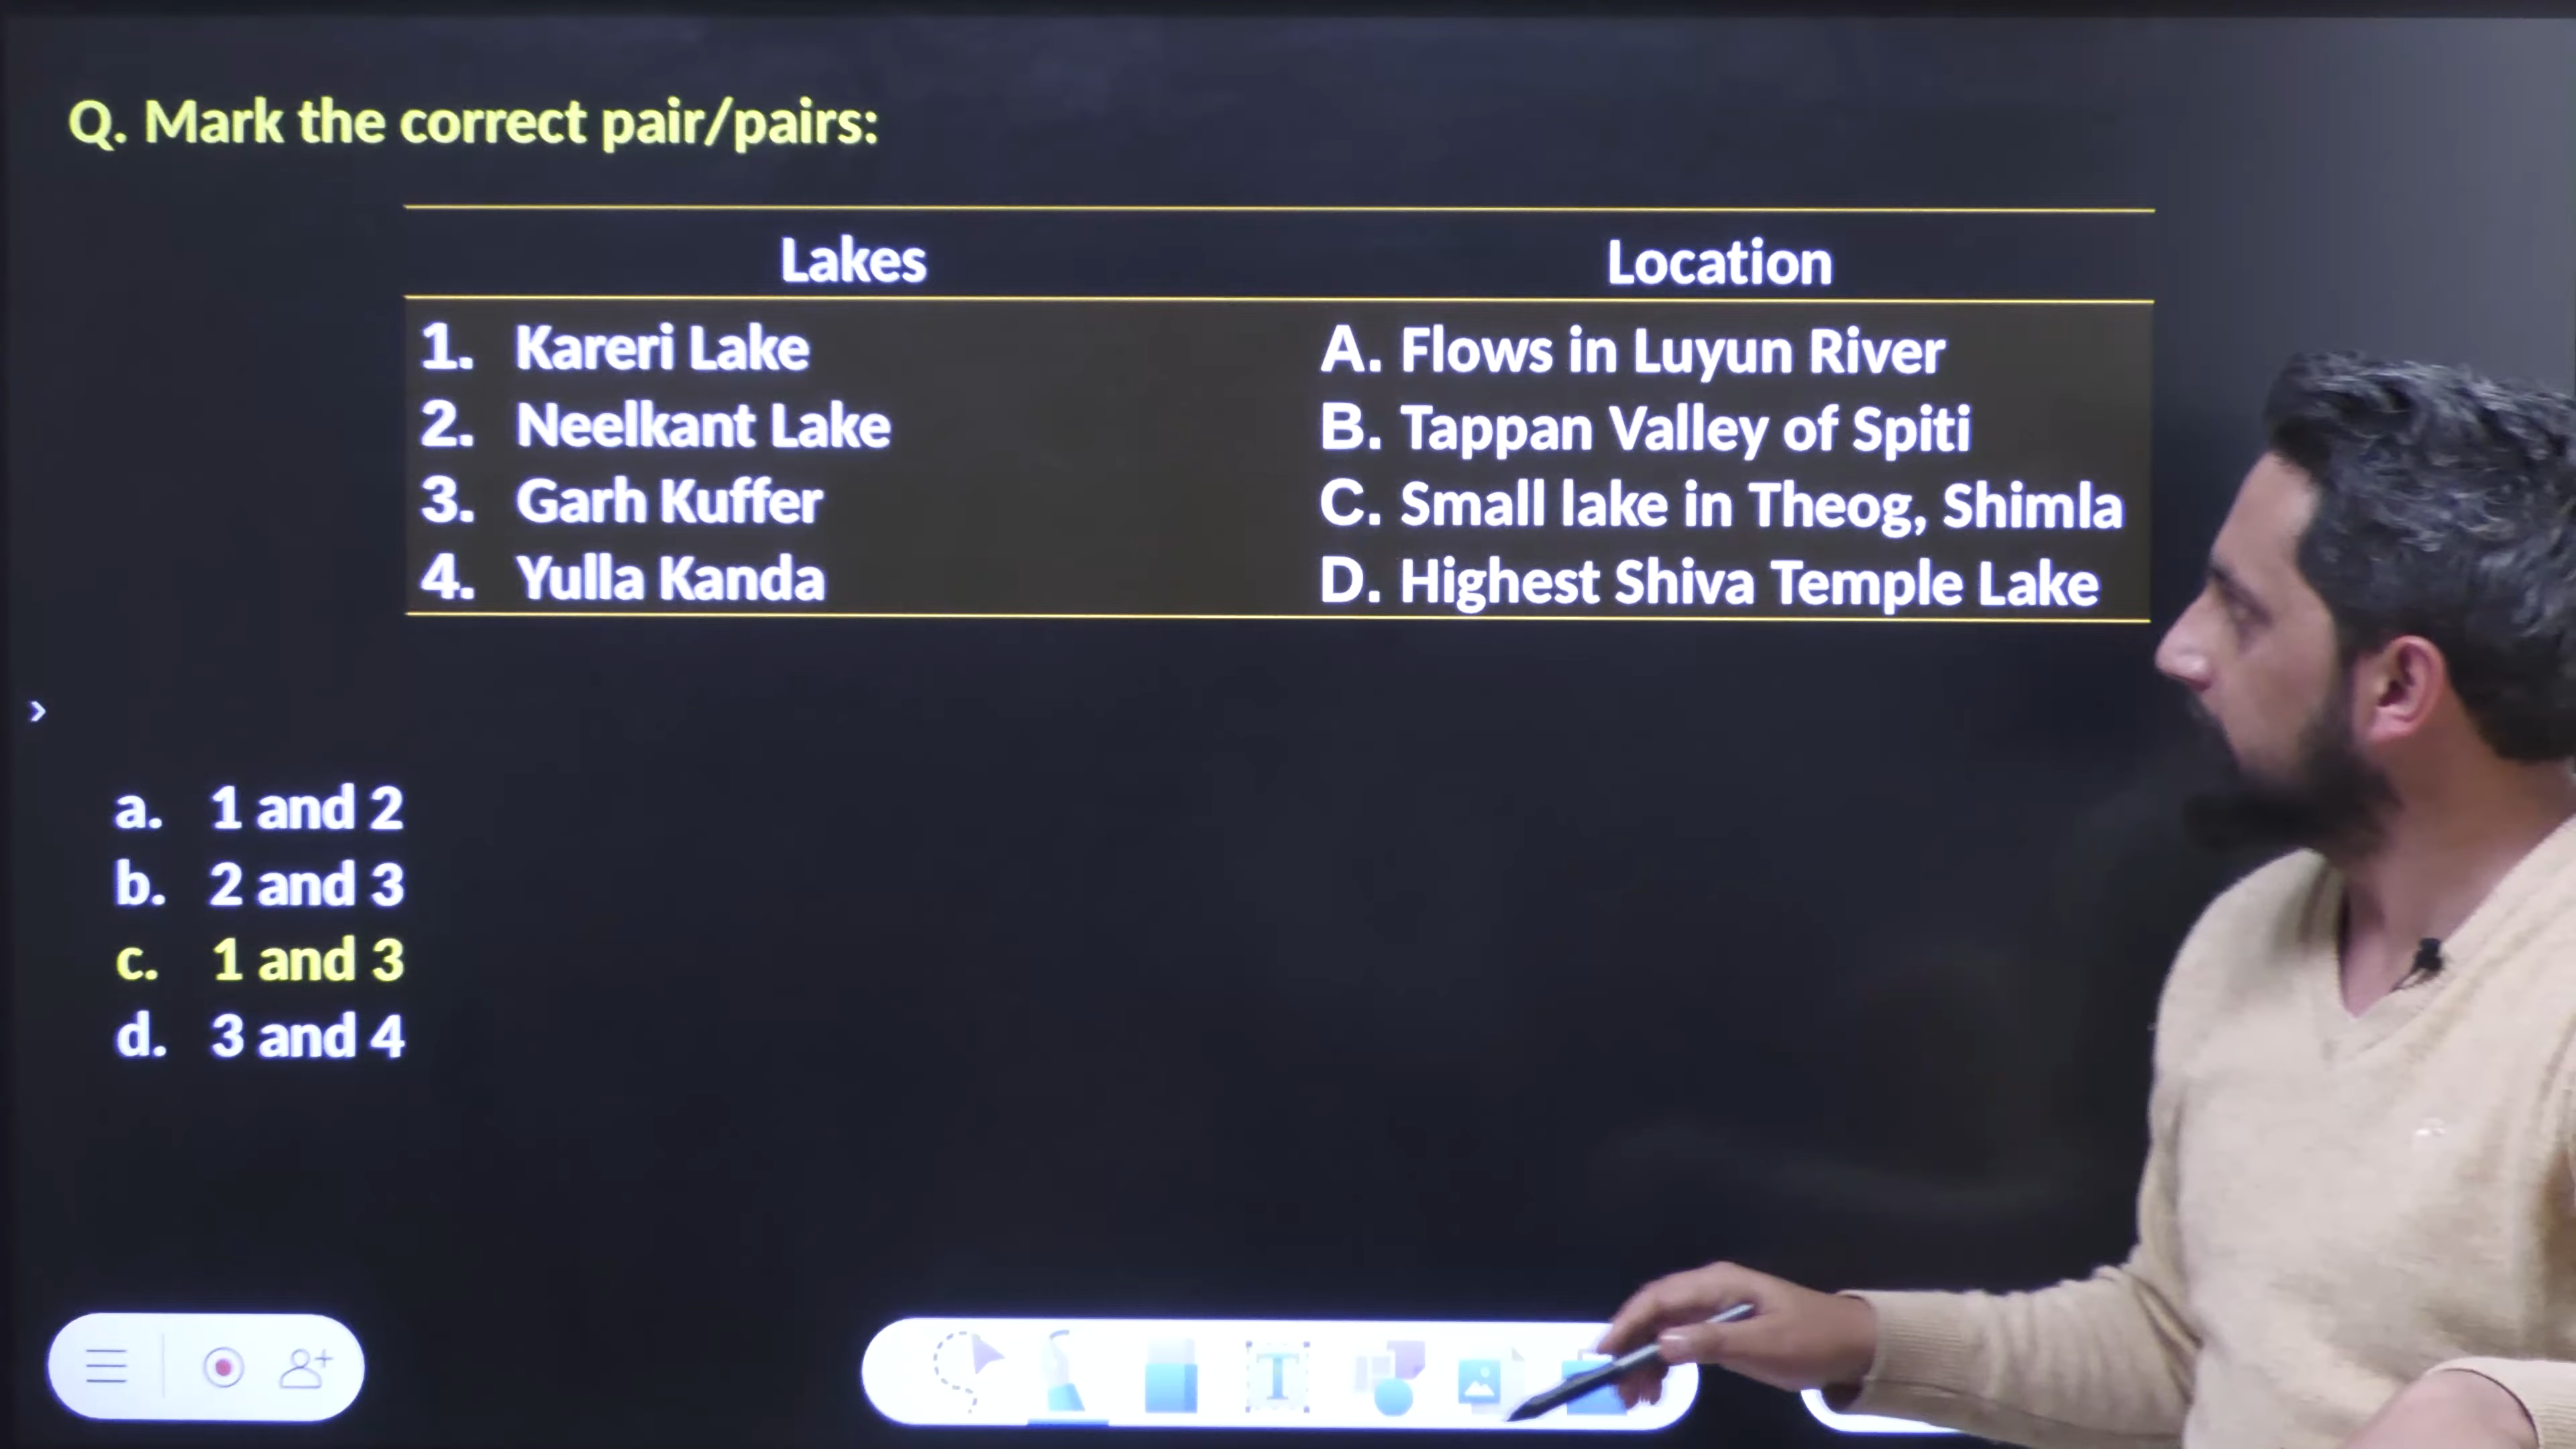 Q. Mark the correct pair/pairs:
Lakes Location
1. Kareri Lake A. Flows in Luyun River
2. Neelkant Lake B. Tappan Valley of Spiti
3. Garh Kuffer C. Small lake in Theog, Shimla
4. Yulla Kanda D. Highest Shiva Temple Lake
a. 1 and 2
b. 2 and 3
c. 1 and 3
d. 3 and 4